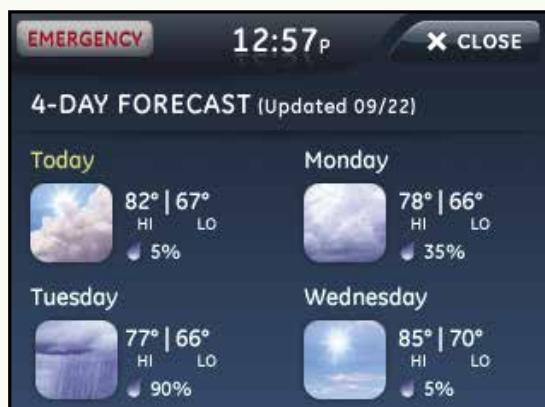 EMERGENCY 12:57P X CLOSE
4-DAY FORECAST (Updated 09/22)
Today
82° | 67°
HI LO
5%
Monday
78° | 66°
HI LO
35%
Tuesday
77° | 66°
HI LO
90%
Wednesday
85° | 70°
HI LO
5%